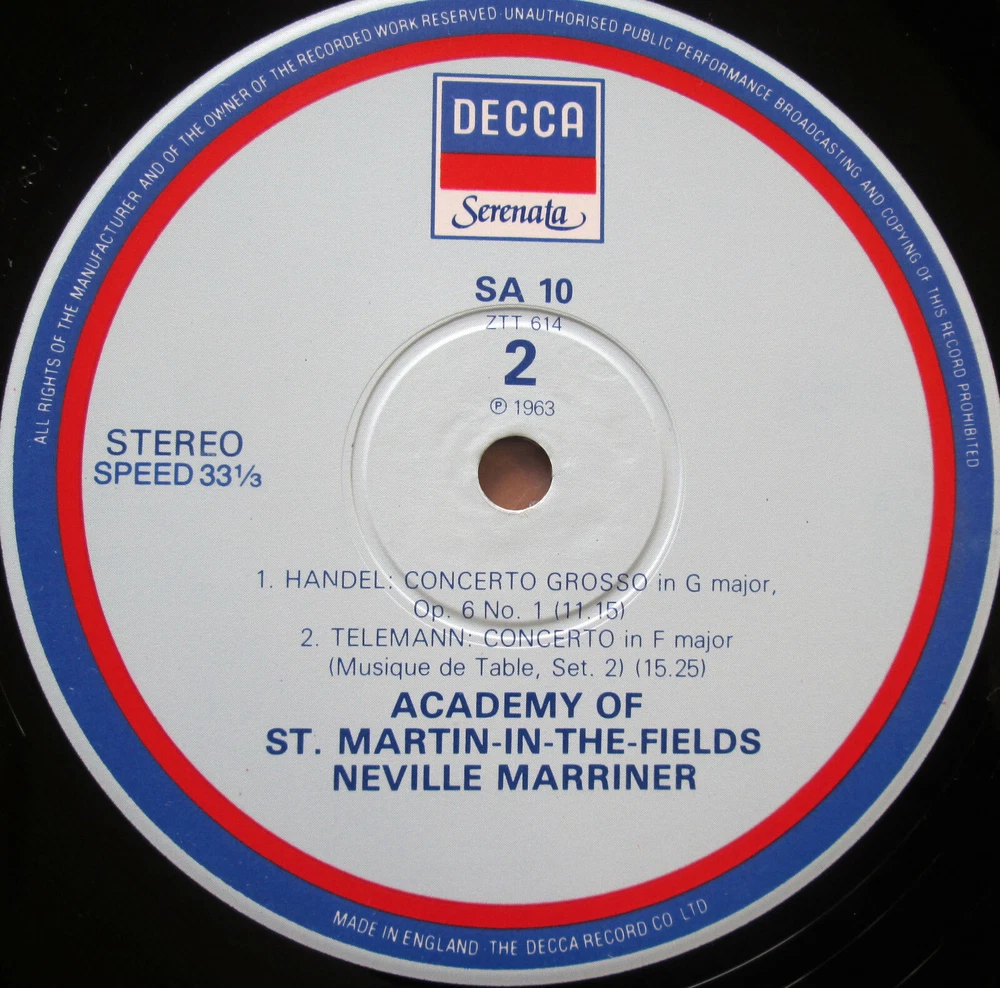 ALL RIGHTS OF THE MANUFACTURER AND OF THE OWNER OF THE RECORDED WORK RESERVED · UNAUTHORISED PUBLIC PERFORMANCE BROADCASTING AND COPYING OF THIS RECORD PROHIBITED
DECCA
Serenata
SA 10
ZTT 614
2
℗ 1963
STEREO
SPEED 33⅓
1. HANDEL: CONCERTO GROSSO in G major,
Op. 6 No. 1 (11.15)
2. TELEMANN: CONCERTO in F major
(Musique de Table, Set. 2) (15.25)
ACADEMY OF
ST. MARTIN-IN-THE-FIELDS
NEVILLE MARRINER
MADE IN ENGLAND · THE DECCA RECORD CO LTD